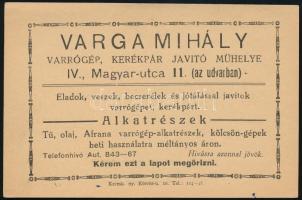 VARGA MIHÁLY
VARRÓGÉP, KERÉKPÁR JAVITÓ MŰHELYE
IV., Magyar-utca 11. (az udvarban)
Eladok, veszek, becserélek és jótállással javitok
varrógépet, kerékpárt.
Alkatrészek
Tű, olaj, Afrana varrógép-alkatrészek, kölcsön-gépek
heti használatra méltányos áron.
Telefonhívó Aut. 843-67 Hívásra azonnal jövök.
Kérem ezt a lapot megőrizni.